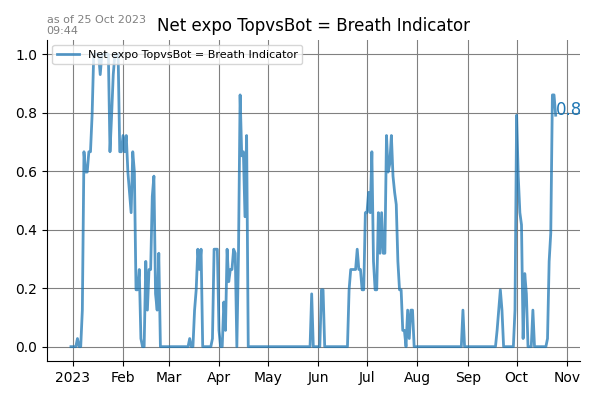 as of 25 Oct 2023
09:44
Net expo TopvsBot = Breath Indicator
Net expo TopvsBot = Breath Indicator
1.0
0.8
0.8
0.6
0.4
0.2
0.0
2023 Feb Mar Apr May Jun Jul Aug Sep Oct Nov